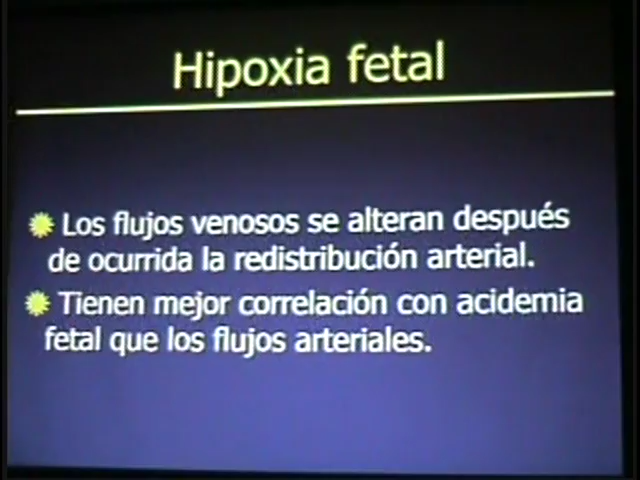 Hipoxia fetal
Los flujos venosos se alteran después
de ocurrida la redistribución arterial.
Tienen mejor correlación con acidemia
fetal que los flujos arteriales.